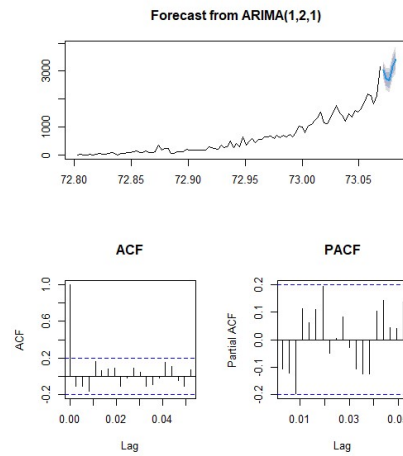 Forecast from ARIMA(1,2,1)
3000
1000
0
72.80 72.85 72.90 72.95 73.00 73.05
ACF PACF
ACF
1.0
0.6
0.2
-0.2
0.00 0.02 0.04
Lag
Partial ACF
0.2
0.1
0.0
-0.1
-0.2
0.01 0.03
Lag